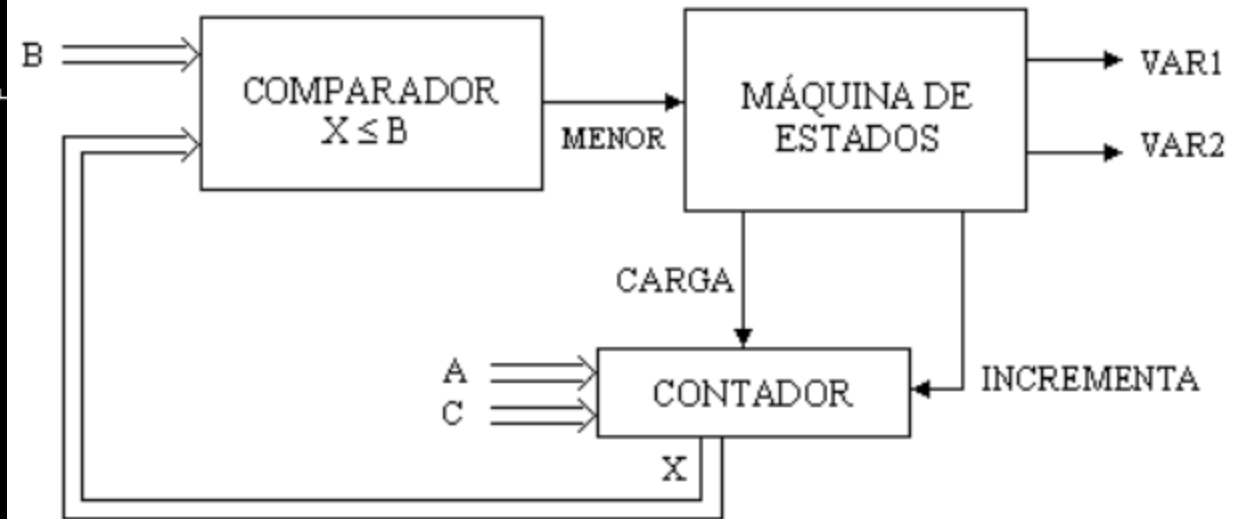 B
COMPARADOR
X ≤ B
MENOR
MÁQUINA DE
ESTADOS
VAR1
VAR2
CARGA
A
C
CONTADOR
INCREMENTA
X